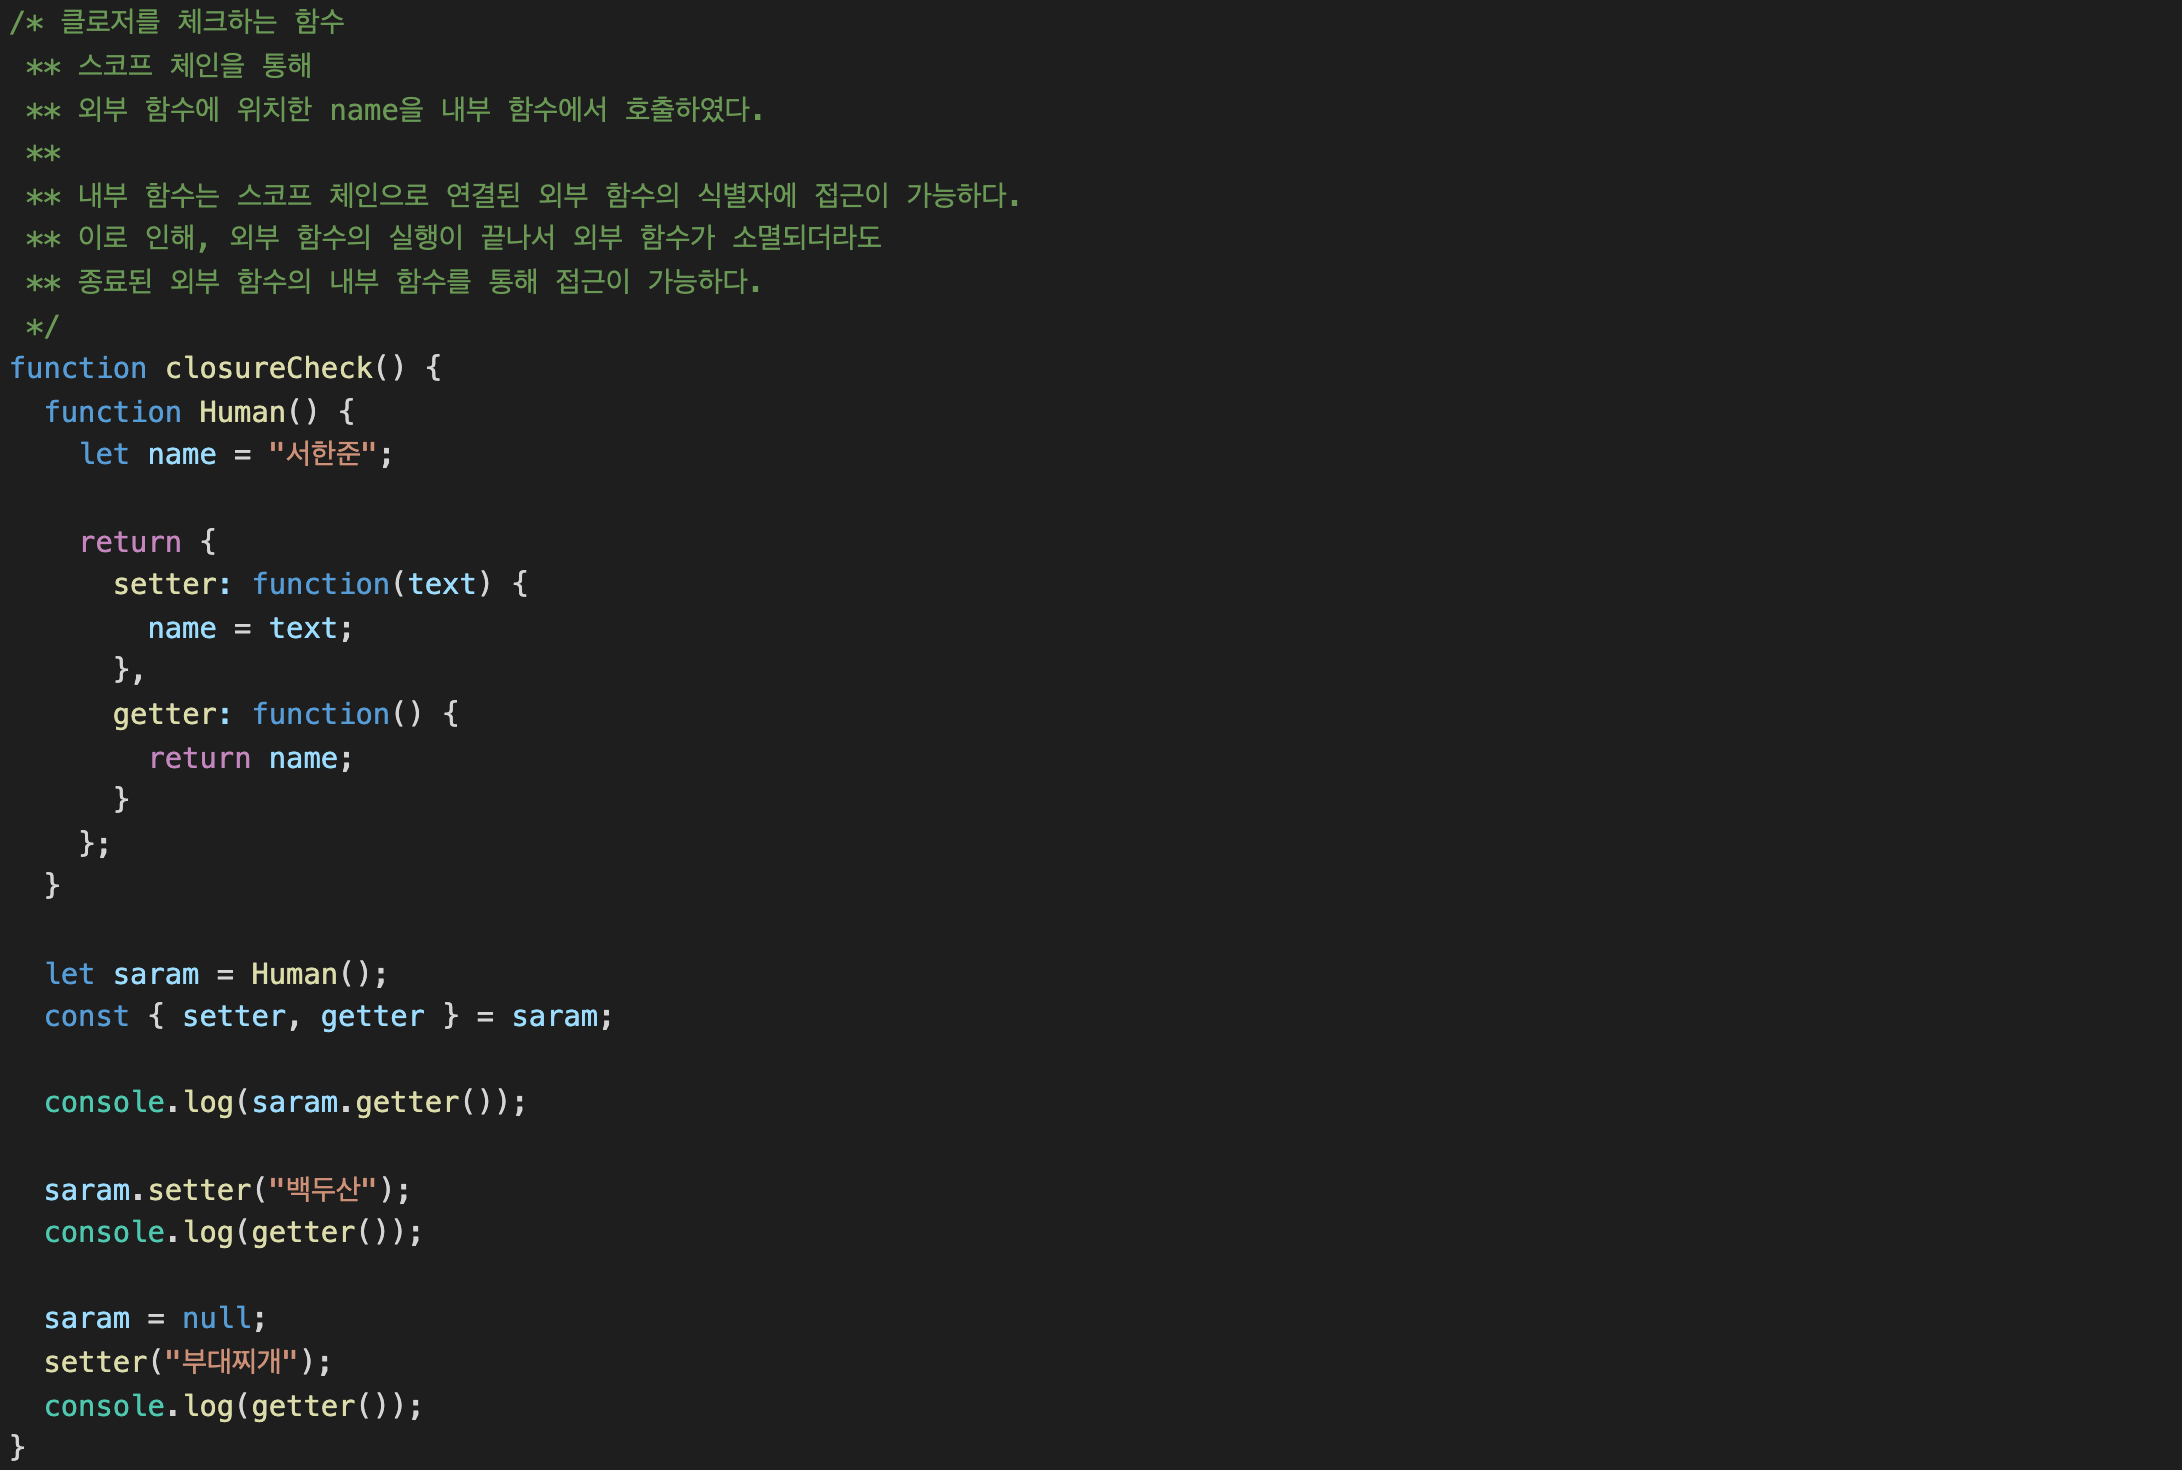 /* 클로저를 체크하는 함수
 ** 스코프 체인을 통해
 ** 외부 함수에 위치한 name을 내부 함수에서 호출하였다.
 **
 ** 내부 함수는 스코프 체인으로 연결된 외부 함수의 식별자에 접근이 가능하다.
 ** 이로 인해, 외부 함수의 실행이 끝나서 외부 함수가 소멸되더라도
 ** 종료된 외부 함수의 내부 함수를 통해 접근이 가능하다.
 */
function closureCheck() {
  function Human() {
    let name = "서한준";

    return {
      setter: function(text) {
        name = text;
      },
      getter: function() {
        return name;
      }
    };
  }

  let saram = Human();
  const { setter, getter } = saram;

  console.log(saram.getter());

  saram.setter("백두산");
  console.log(getter());

  saram = null;
  setter("부대찌개");
  console.log(getter());
}